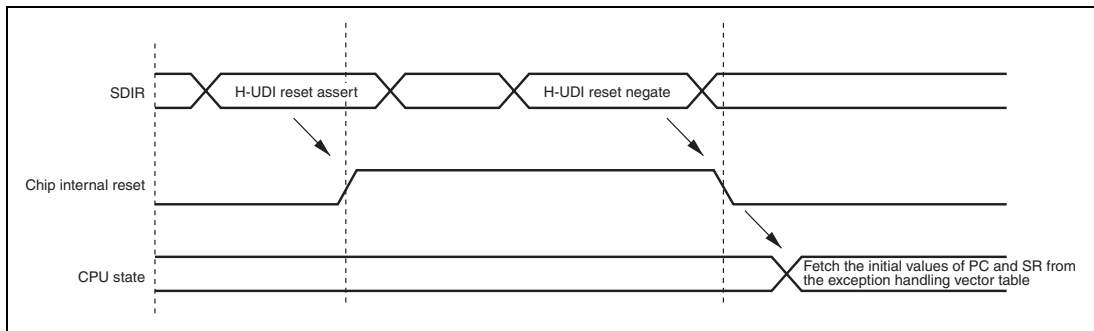 SDIR
H-UDI reset assert
H-UDI reset negate
Chip internal reset
CPU state
Fetch the initial values of PC and SR from
the exception handling vector table